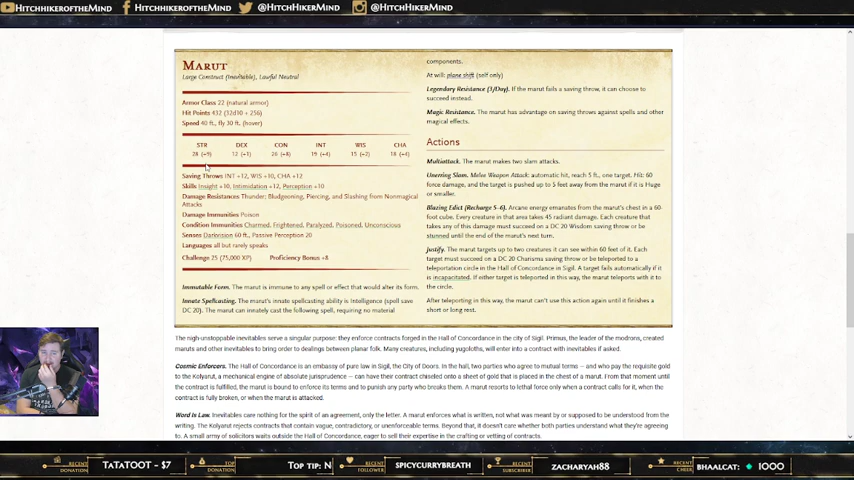 HitchhikeroftheMind HitchhikeroftheMind @HitchHikerMind @HitchHikerMind
Marut
Large Construct (Inevitable), Lawful Neutral
Armor Class 22 (natural armor)
Hit Points 432 (32d10 + 256)
Speed 40 ft., fly 30 ft. (hover)
STR DEX CON INT WIS CHA
28 (+9) 12 (+1) 26 (+8) 19 (+4) 15 (+2) 18 (+4)
Saving Throws INT +12, WIS +10, CHA +12
Skills Insight +10, Intimidation +12, Perception +10
Damage Resistances Thunder; Bludgeoning, Piercing, and Slashing from Nonmagical
Attacks
Damage Immunities Poison
Condition Immunities Charmed, Frightened, Paralyzed, Poisoned, Unconscious
Senses Darkvision 60 ft., Passive Perception 20
Languages all but rarely speaks
Challenge 25 (75,000 XP) Proficiency Bonus +8
Immutable Form. The marut is immune to any spell or effect that would alter its form.
Innate Spellcasting. The marut's innate spellcasting ability is Intelligence (spell save
DC 20). The marut can innately cast the following spell, requiring no material
components.
At will: plane shift (self only)
Legendary Resistance (3/Day). If the marut fails a saving throw, it can choose to
succeed instead.
Magic Resistance. The marut has advantage on saving throws against spells and other
magical effects.
Actions
Multiattack. The marut makes two slam attacks.
Unerring Slam. Melee Weapon Attack: automatic hit, reach 5 ft., one target. Hit: 60
force damage, and the target is pushed up to 5 feet away from the marut if it is Huge
or smaller.
Blazing Edict (Recharge 5-6). Arcane energy emanates from the marut's chest in a 60-
foot cube. Every creature in that area takes 45 radiant damage. Each creature that
takes any of this damage must succeed on a DC 20 Wisdom saving throw or be
stunned until the end of the marut's next turn.
Justify. The marut targets up to two creatures it can see within 60 feet of it. Each
target must succeed on a DC 20 Charisma saving throw or be teleported to a
teleportation circle in the Hall of Concordance in Sigil. A target fails automatically if it
is incapacitated. If either target is teleported in this way, the marut teleports with it to
the circle.
After teleporting in this way, the marut can't use this action again until it finishes a
short or long rest.
The nigh-unstoppable inevitables serve a singular purpose: they enforce contracts forged in the Hall of Concordance in the city of Sigil. Primus, the leader of the modrons, created
maruts and other inevitables to bring order to dealings between planar folk. Many creatures, including yugoloths, will enter into a contract with inevitables if asked.
Cosmic Enforcers. The Hall of Concordance is an embassy of pure law in Sigil, the City of Doors. In the hall, two parties who agree to mutual terms — and who pay the requisite gold
to the Kolyarut, a mechanical engine of absolute jurisprudence — can have their contract chiseled onto a sheet of gold that is placed in the chest of a marut. From that moment until
the contract is fulfilled, the marut is bound to enforce its terms and to punish any party who breaks them. A marut resorts to lethal force only when a contract calls for it, when the
contract is fully broken, or when the marut is attacked.
Word Is Law. Inevitables care nothing for the spirit of an agreement, only the letter. A marut enforces what is written, not what was meant by or supposed to be understood from the
writing. The Kolyarut rejects contracts that contain vague, contradictory, or unenforceable terms. Beyond that, it doesn't care whether both parties understand what they're agreeing
to. A small army of solicitors waits outside the Hall of Concordance, eager to sell their expertise in the crafting or vetting of contracts.
RECENT DONATION TATATOOT - $7 TOP DONATION Top tip: N RECENT FOLLOWER SPICYCURRYBREATH RECENT SUBSCRIBER ZACHARYAH88 RECENT CHEER BHAALCAT: 1000